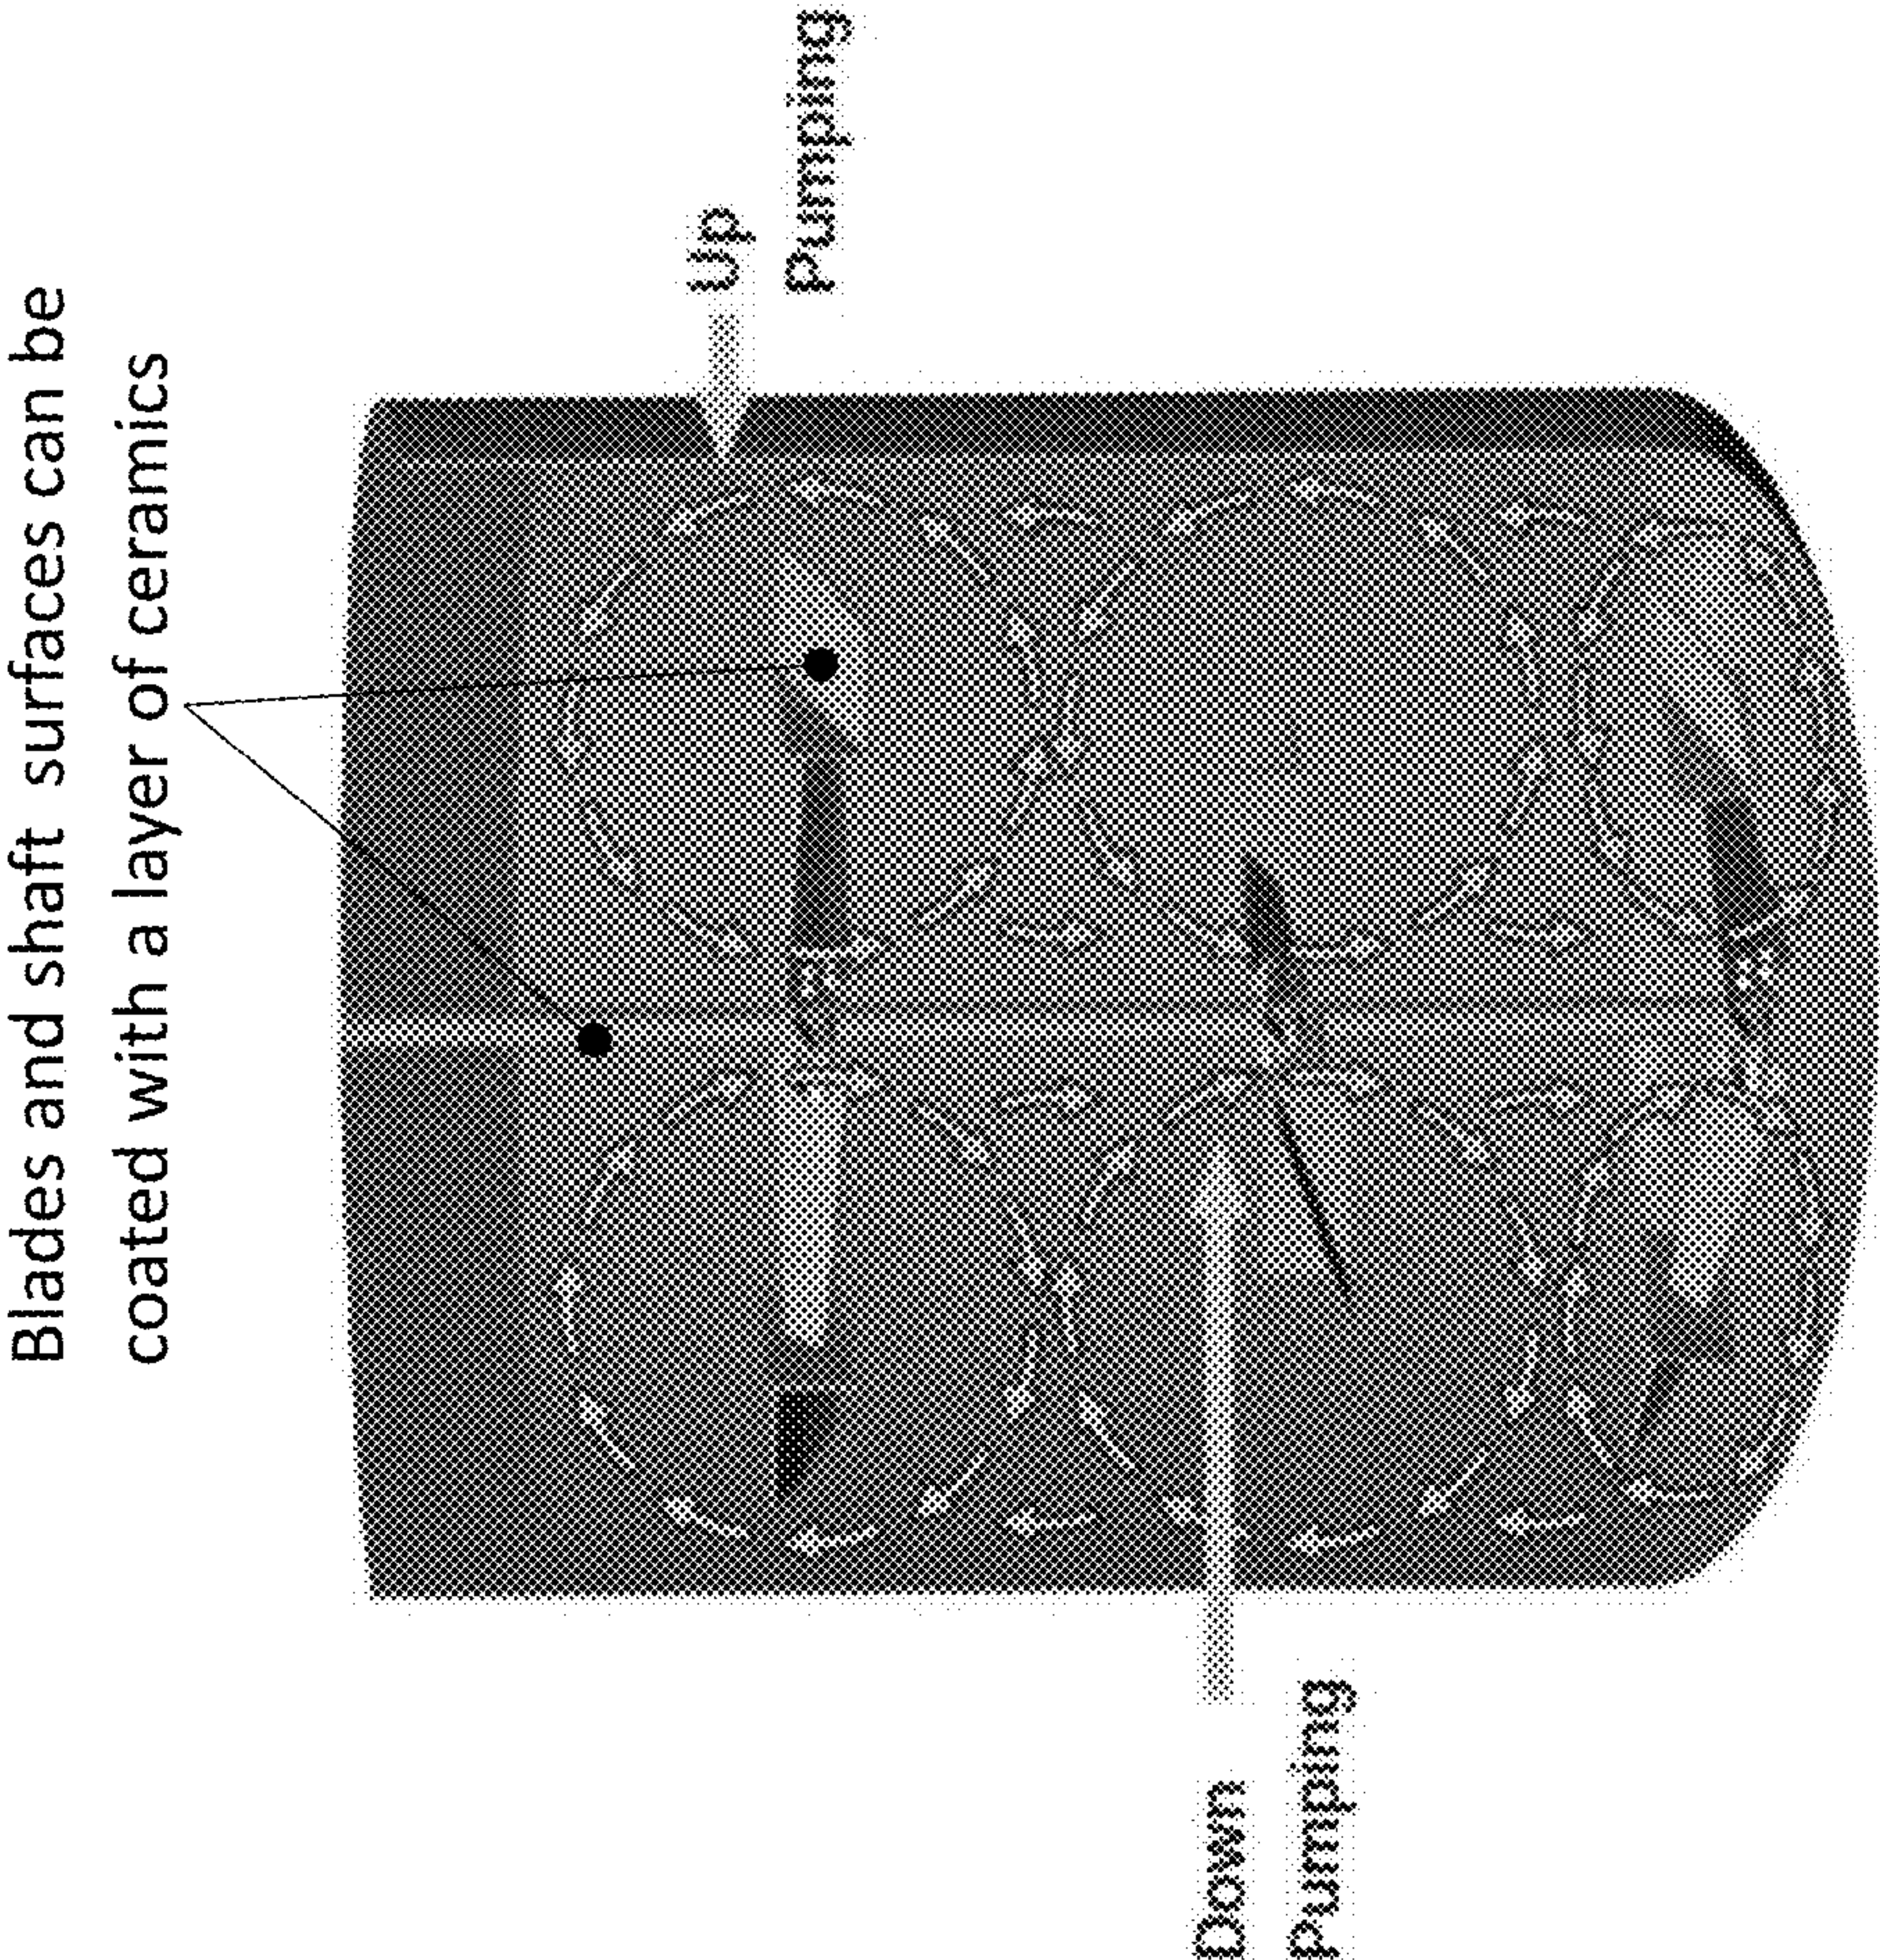 Blades and shaft surfaces can be
coated with a layer of ceramics
Up
Pumping
Down
Pumping